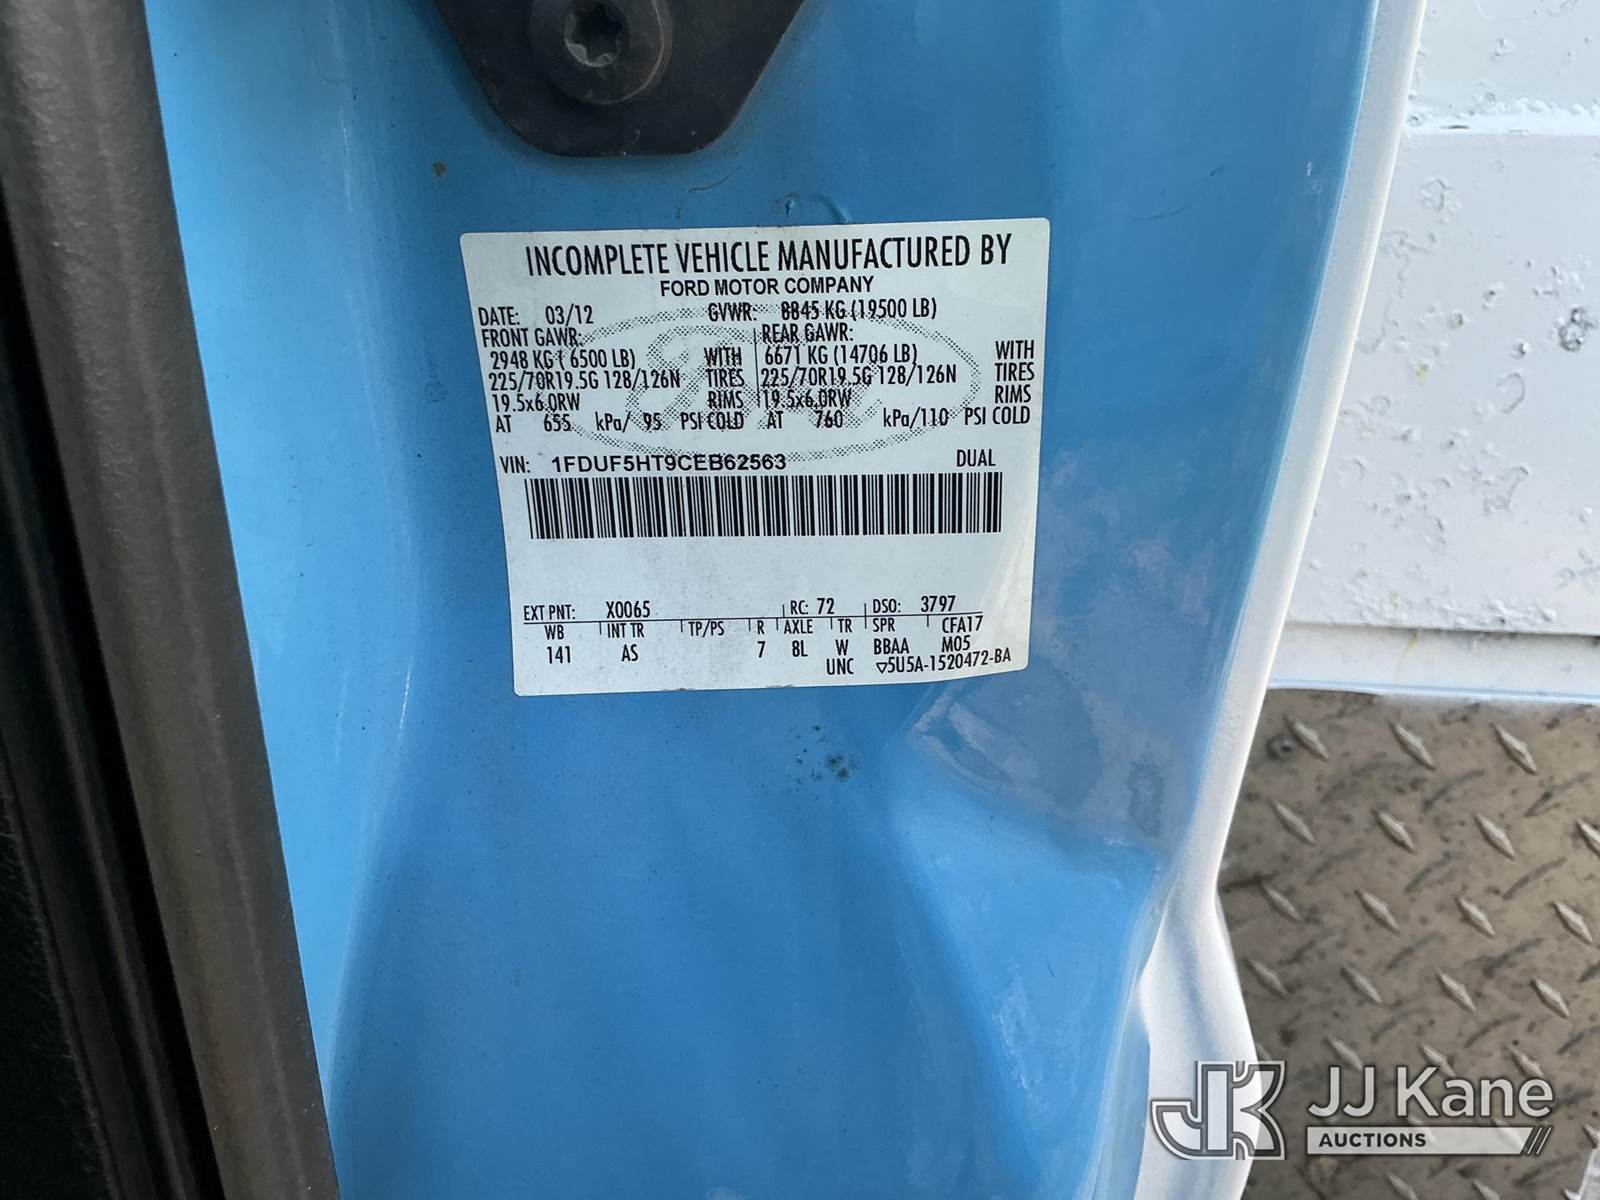 INCOMPLETE VEHICLE MANUFACTURED BY
FORD MOTOR COMPANY
DATE: 03/12 GVWR: 8845 KG (19500 LB)
FRONT GAWR: REAR GAWR:
2948 KG ( 6500 LB) WITH 6671 KG (14706 LB) WITH
225/70R19.5G 128/126N TIRES 225/70R19.5G 128/126N TIRES
19.5x6.0RW RIMS 19.5x6.0RW RIMS
AT 655 kPa/ 95 PSI COLD AT 760 kPa/110 PSI COLD
VIN: 1FDUF5HT9CEB62563 DUAL
EXT PNT: X0065 RC: 72 DSO: 3797
WB INT TR TP/PS R AXLE TR SPR CFA17
141 AS 7 8L W BBAA M05
UNC ▽5U5A-1520472-BA
JK JJ Kane
AUCTIONS